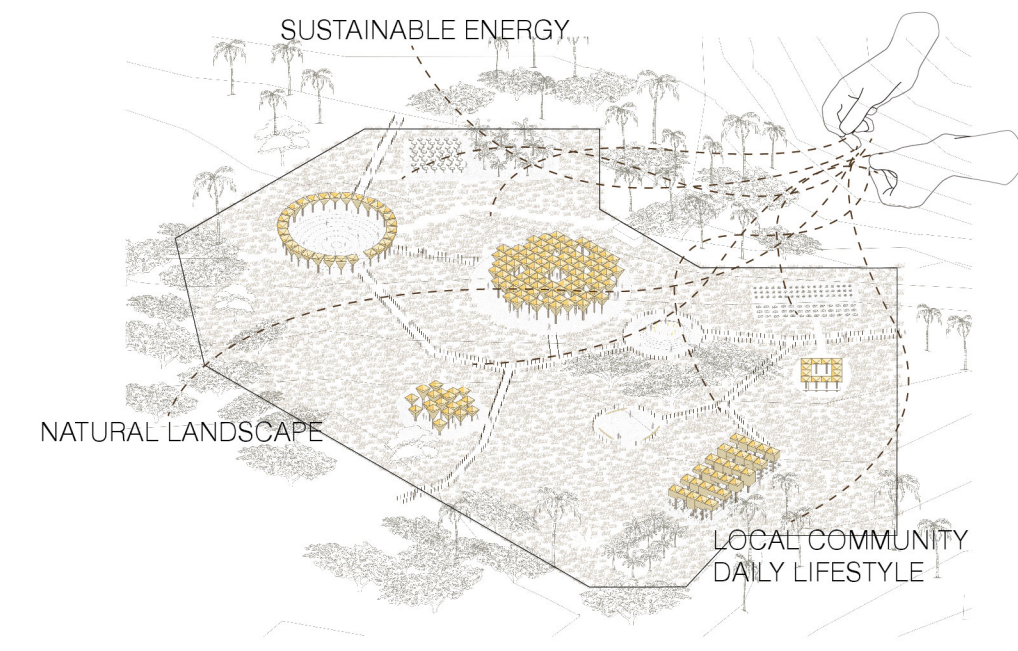 SUSTAINABLE ENERGY
NATURAL LANDSCAPE
LOCAL COMMUNITY
DAILY LIFESTYLE